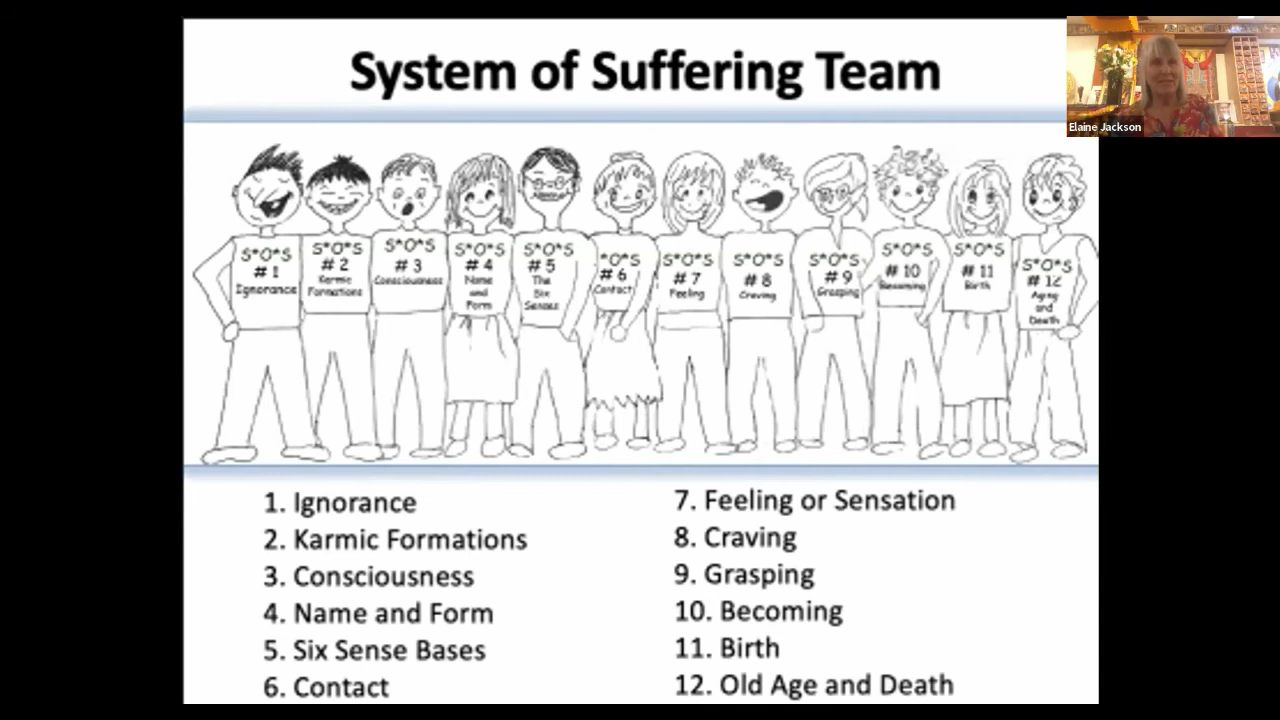 System of Suffering Team
Elaine Jackson
S*O*S
# 1
Ignorance
S*O*S
# 2
Karmic
Formations
S*O*S
# 3
Consciousness
S*O*S
# 4
Name
and
Form
S*O*S
# 5
The
Six
Senses
*O*S
# 6
Contact
S*O*S
# 7
Feeling
S*O*S
# 8
Craving
S*O*S
# 9
Grasping
S*O*S
# 10
Becoming
S*O*S
# 11
Birth
S*O*S
# 12
Aging
and
Death
1. Ignorance
2. Karmic Formations
3. Consciousness
4. Name and Form
5. Six Sense Bases
6. Contact
7. Feeling or Sensation
8. Craving
9. Grasping
10. Becoming
11. Birth
12. Old Age and Death